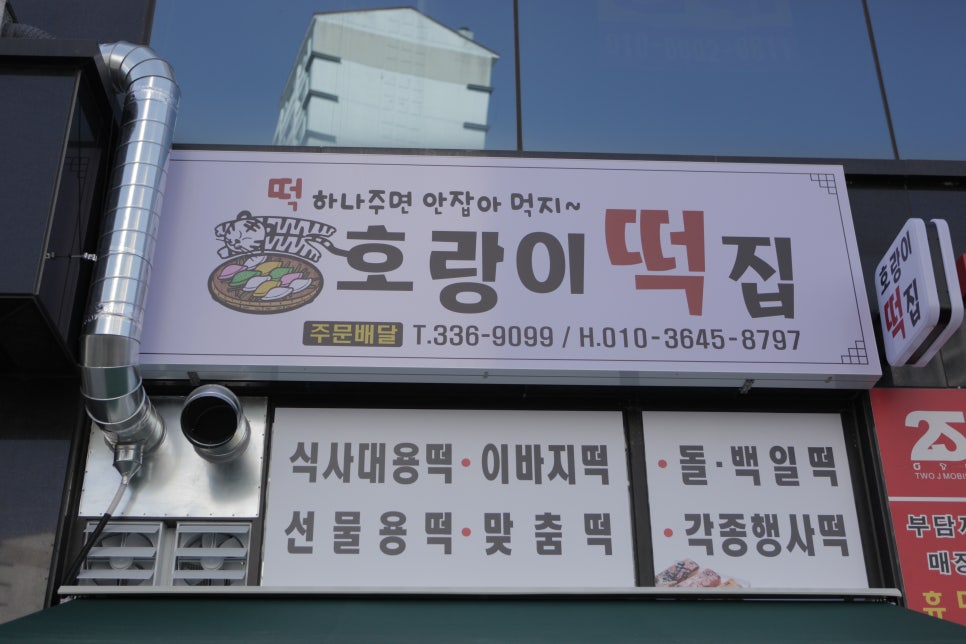 떡 하나주면 안잡아 먹지~
호랑이떡집
주문배달 T.336-9099 / H.010-3645-8797
호랑이
떡집
식사대용떡•이바지떡
선물용떡•맞춤떡
•돌·백일떡
•각종행사떡
TWO J MOBI
부담
매장
휴